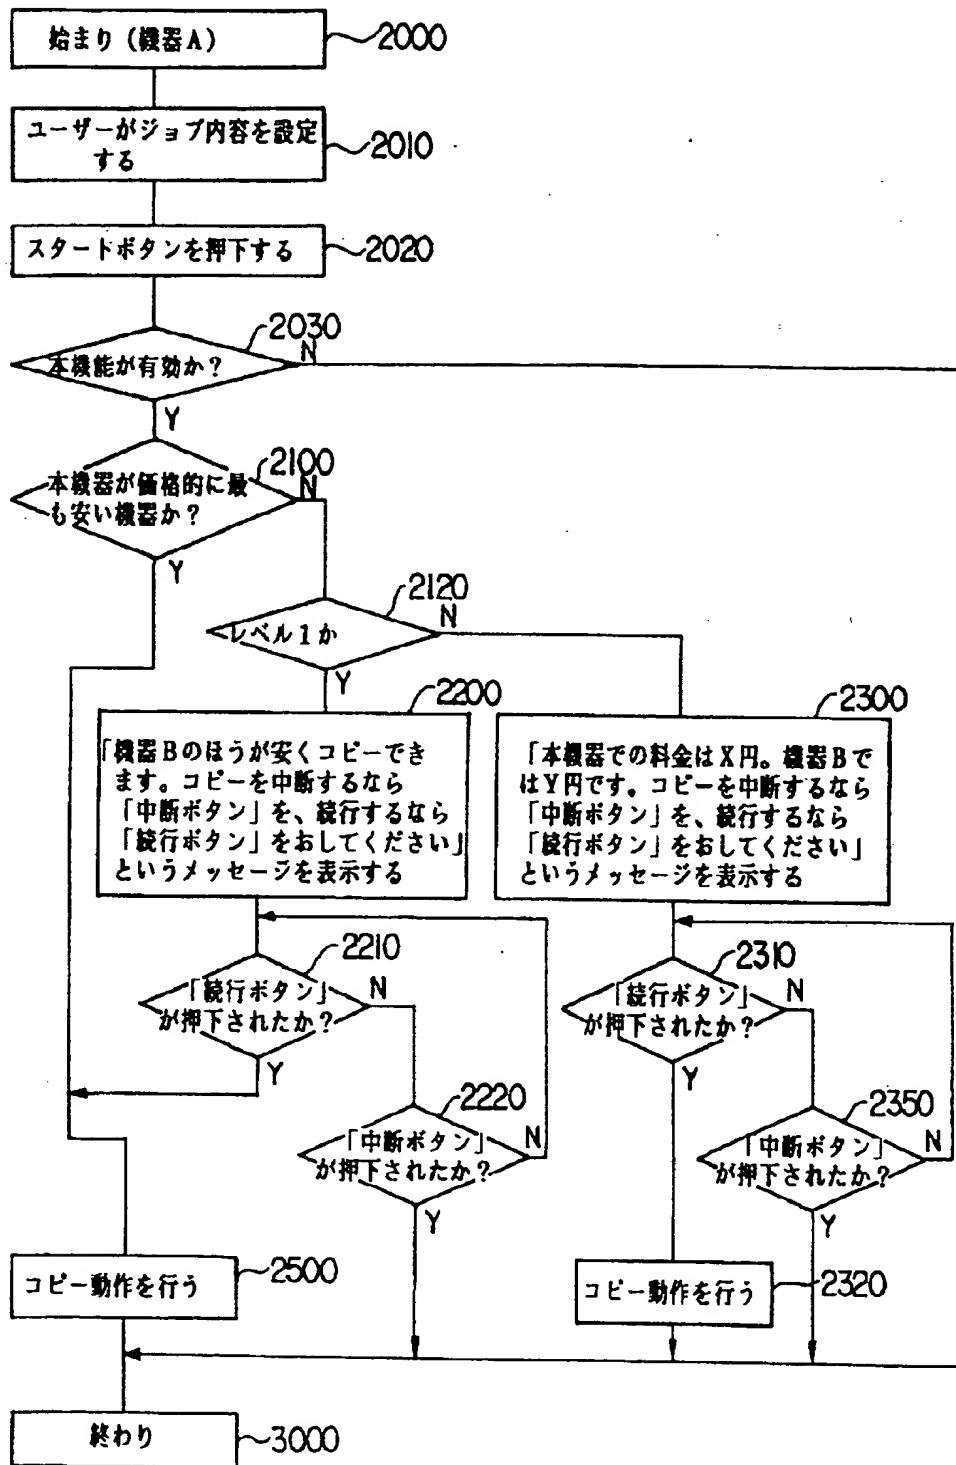 始まり（機器A）
2000
ユーザーがジョブ内容を設定
する
2010
スタートボタンを押下する
2020
2030
本機能が有効か？
N
Y
2100
本機器が価格的に最
も安い機器か？
N
Y
2120
レベル1か
N
Y
2200
「機器Bのほうが安くコピーでき
ます。コピーを中断するなら
「中断ボタン」を、続行するなら
「続行ボタン」をおしてください」
というメッセージを表示する
2300
「本機器での料金はX円。機器Bで
はY円です。コピーを中断するなら
「中断ボタン」を、続行するなら
「続行ボタン」をおしてください」
というメッセージを表示する
2210
「続行ボタン」
が押下されたか？
N
Y
2310
「続行ボタン」
が押下されたか？
N
Y
2220
「中断ボタン」
が押下されたか？
N
Y
2350
「中断ボタン」
が押下されたか？
N
Y
コピー動作を行う
2500
コピー動作を行う
2320
終わり
3000